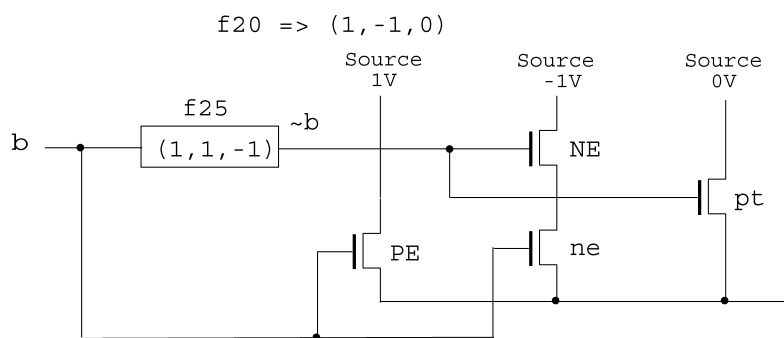 f20 => (1,-1,0)
Source
1V
Source
-1V
Source
0V
f25
b
(1,1,-1)
~b
NE
pt
PE
ne